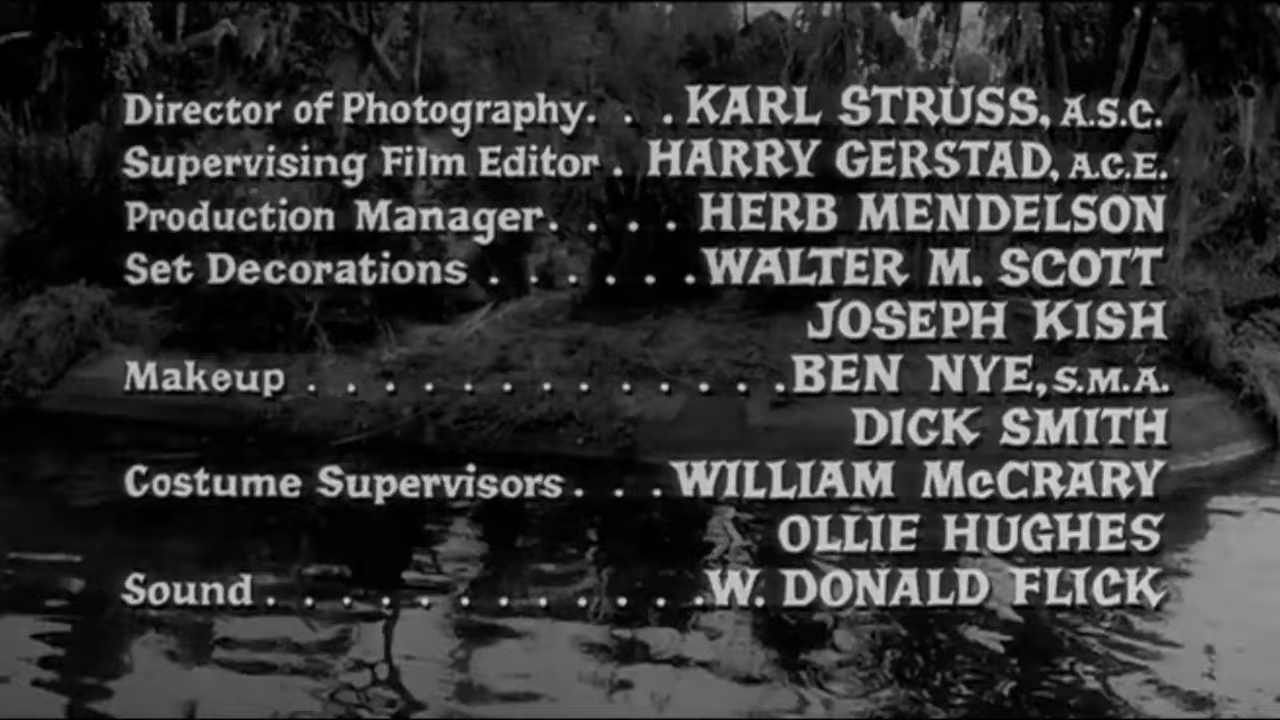 Director of Photography. . .KARL STRUSS, A.S.C.
Supervising Film Editor . HARRY GERSTAD, A.C.E.
Production Manager. . . . HERB MENDELSON
Set Decorations . . . . . .WALTER M. SCOTT
JOSEPH KISH
Makeup . . . . . . . . . . . . .BEN NYE, S.M.A.
DICK SMITH
Costume Supervisors. . .WILLIAM McCRARY
OLLIE HUGHES
Sound. . . . . . . . . . . .W. DONALD FLICK